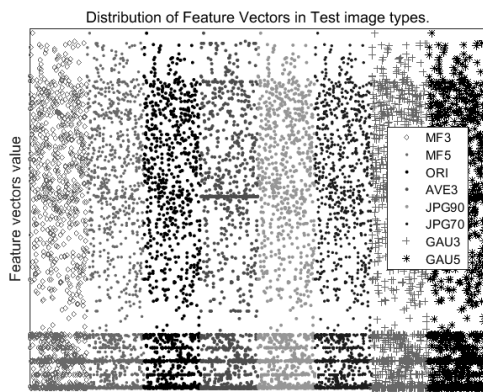 Distribution of Feature Vectors in Test image types.
Feature vectors value
MF3
MF5
ORI
AVE3
JPG90
JPG70
GAU3
GAU5